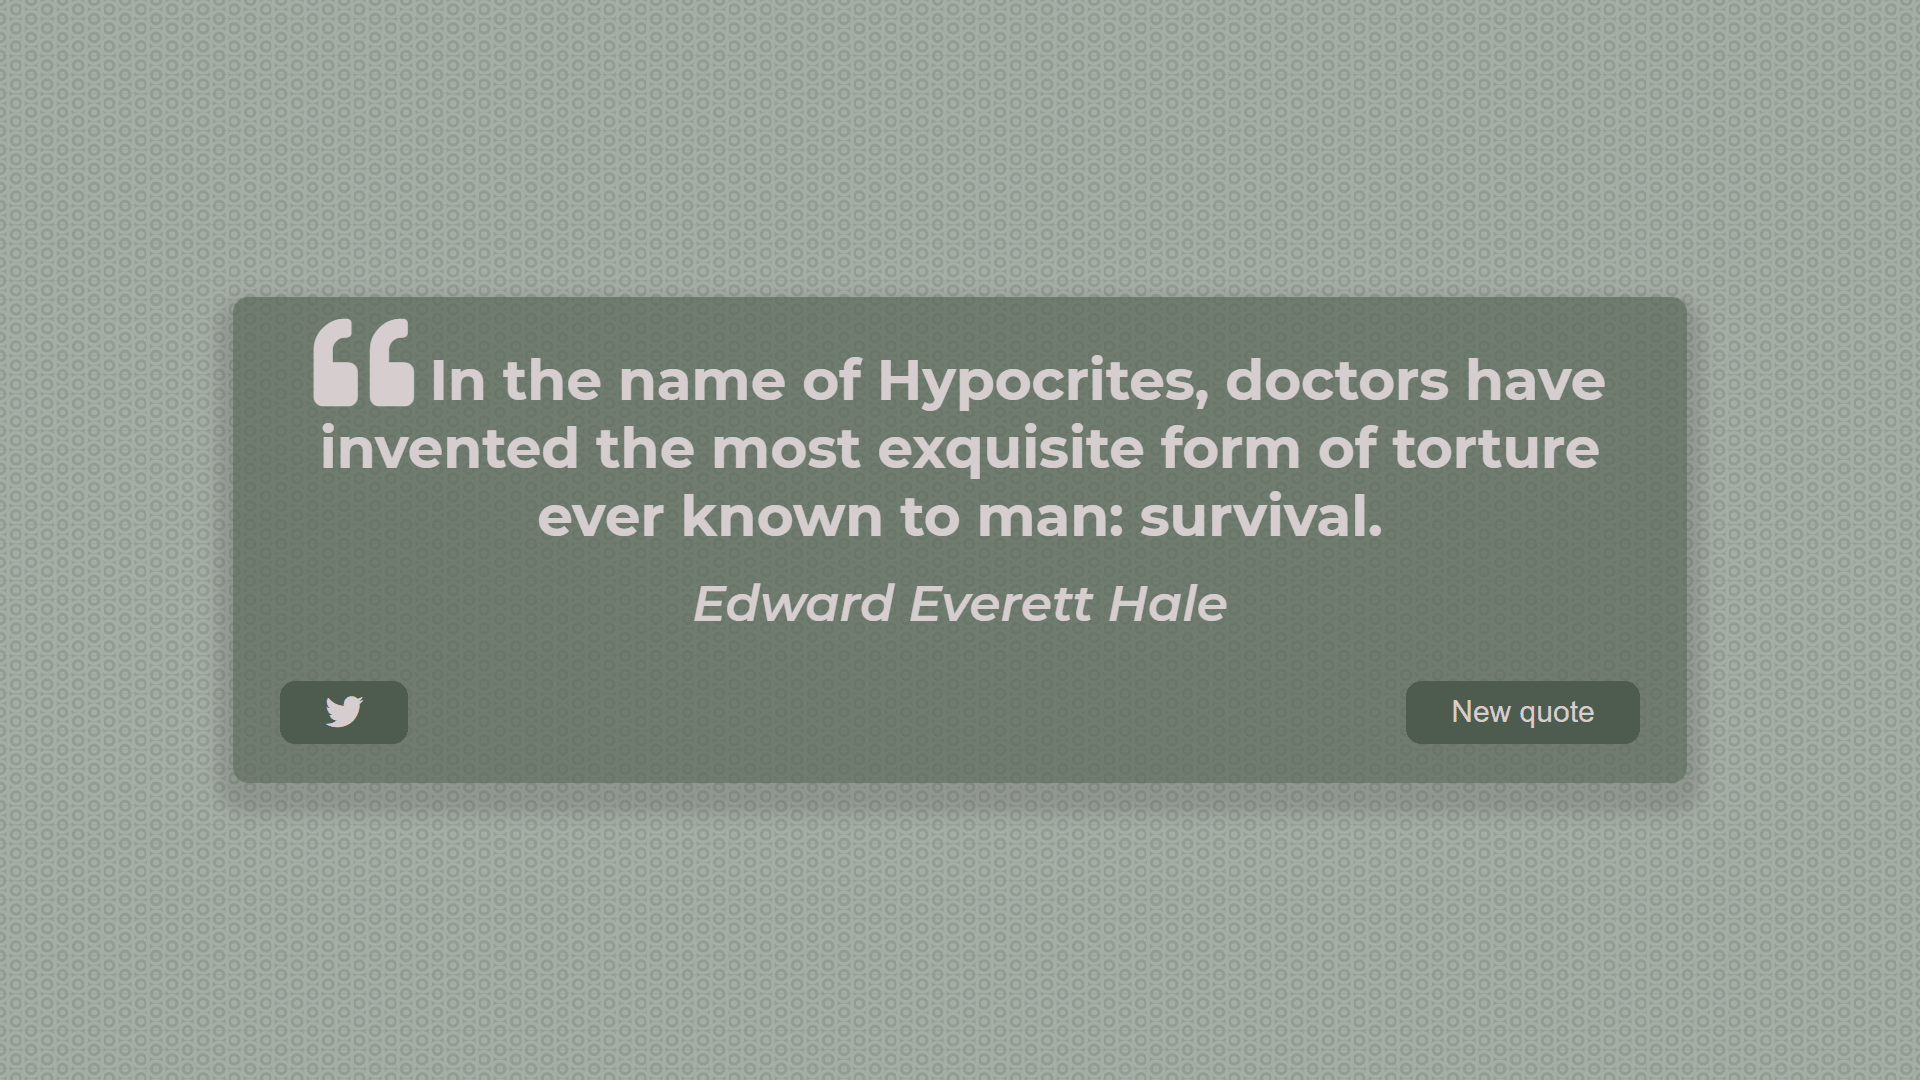 “ In the name of Hypocrites, doctors have
invented the most exquisite form of torture
ever known to man: survival.
Edward Everett Hale
New quote